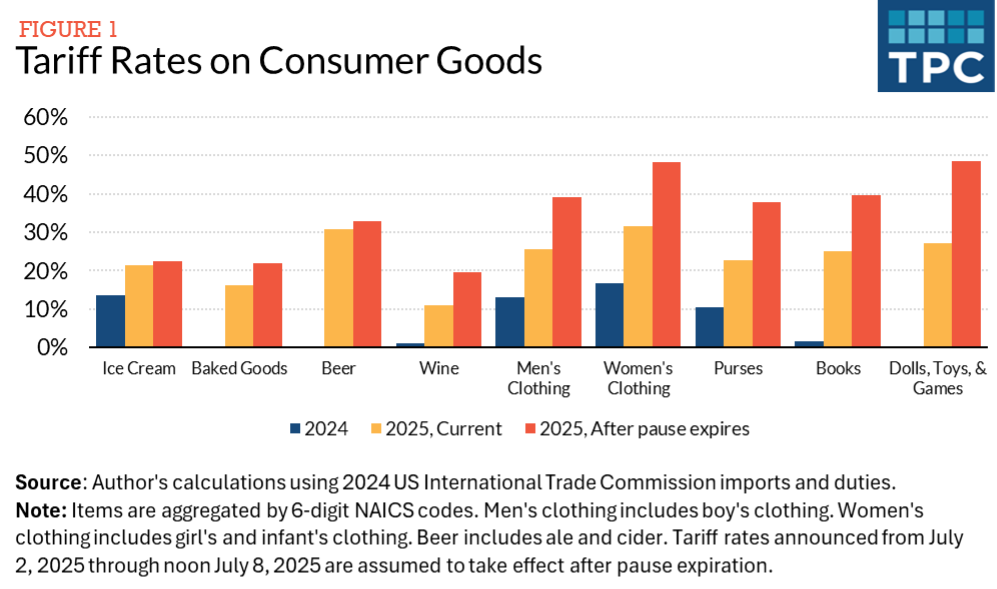 FIGURE 1
Tariff Rates on Consumer Goods
TPC
60%
50%
40%
30%
20%
10%
0%
Ice Cream
Baked Goods
Beer
Wine
Men's
Clothing
Women's
Clothing
Purses
Books
Dolls, Toys, &
Games
2024
2025, Current
2025, After pause expires
Source: Author's calculations using 2024 US International Trade Commission imports and duties.
Note: Items are aggregated by 6-digit NAICS codes. Men's clothing includes boy's clothing. Women's
clothing includes girl's and infant's clothing. Beer includes ale and cider. Tariff rates announced from July
2, 2025 through noon July 8, 2025 are assumed to take effect after pause expiration.